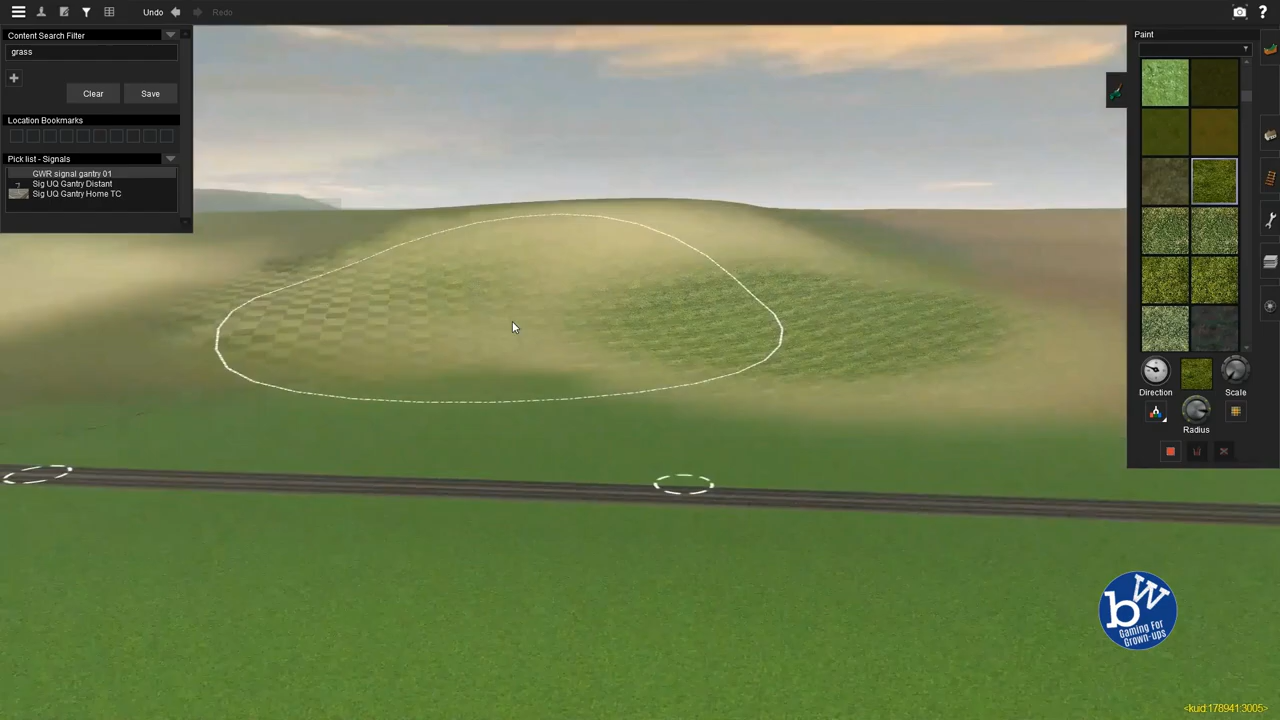 Undo
Redo
?
Content Search Filter
grass
Clear
Save
Location Bookmarks
Pick list - Signals
GWR signal gantry 01
Sig UQ Gantry Distant
Sig UQ Gantry Home TC
Paint
Direction
Scale
Radius
bW
Gaming For
Grown-ups
<kuid:178941:3005>